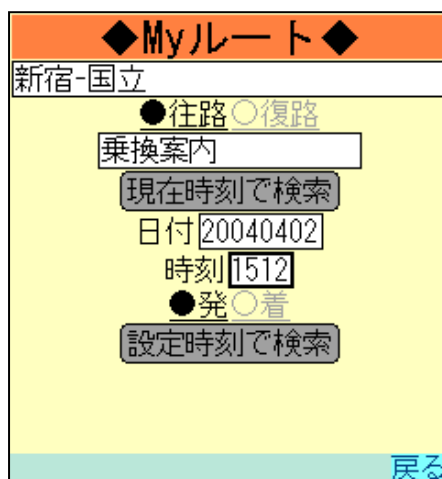 ◆Myルート◆
新宿-国立
●往路○復路
乗換案内
現在時刻で検索
日付20040402
時刻1512
●発○着
設定時刻で検索
戻る